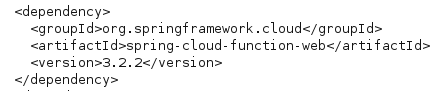 <dependency>
  <groupId>org.springframework.cloud</groupId>
  <artifactId>spring-cloud-function-web</artifactId>
  <version>3.2.2</version>
</dependency>